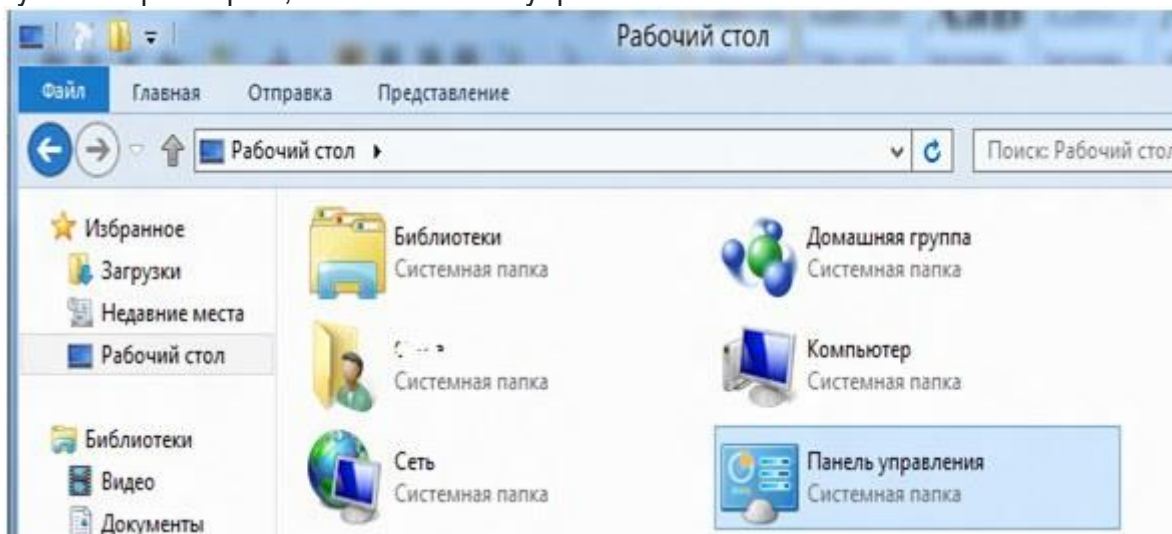 Рабочий стол
Файл Главная Отправка Представление
Рабочий стол
Поиск: Рабочий стол
Избранное
Загрузки
Недавние места
Рабочий стол
Библиотеки
Видео
Документы
Библиотеки
Системная папка
Домашняя группа
Системная папка
Системная папка
Компьютер
Системная папка
Сеть
Системная папка
Панель управления
Системная папка